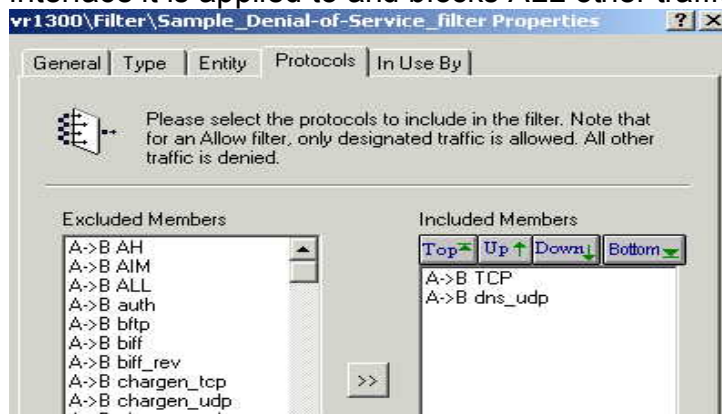 interface it is applied to and blocks ALL other traffi
vr1300\Filter\Sample_Denial-of-Service_filter Properties ? X
General Type Entity Protocols In Use By
Please select the protocols to include in the filter. Note that
for an Allow filter, only designated traffic is allowed. All other
traffic is denied.
Excluded Members
A->B AH
A->B AIM
A->B ALL
A->B auth
A->B bftp
A->B biff
A->B biff_rev
A->B chargen_tcp
A->B chargen_udp
>>
Included Members
Top Up Down Bottom
A->B TCP
A->B dns_udp